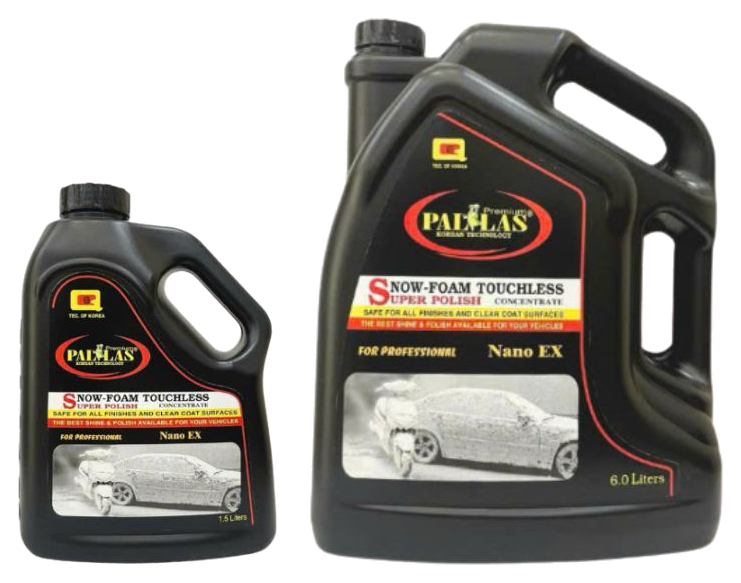 TEC. OF KOREA
Premiums
PALLAS
KOREAN TECHNOLOGY
SNOW-FOAM TOUCHLESS
SUPER POLISH CONCENTRATE
SAFE FOR ALL FINISHES AND CLEAR COAT SURFACES
THE BEST SHINE & POLISH AVAILABLE FOR YOUR VEHICLES
FOR PROFESSIONAL Nano EX
1.5 Liters
TEC. OF KOREA
Premiums
PALLAS
KOREAN TECHNOLOGY
SNOW-FOAM TOUCHLESS
SUPER POLISH CONCENTRATE
SAFE FOR ALL FINISHES AND CLEAR COAT SURFACES
THE BEST SHINE & POLISH AVAILABLE FOR YOUR VEHICLES
FOR PROFESSIONAL Nano EX
6.0 Liters